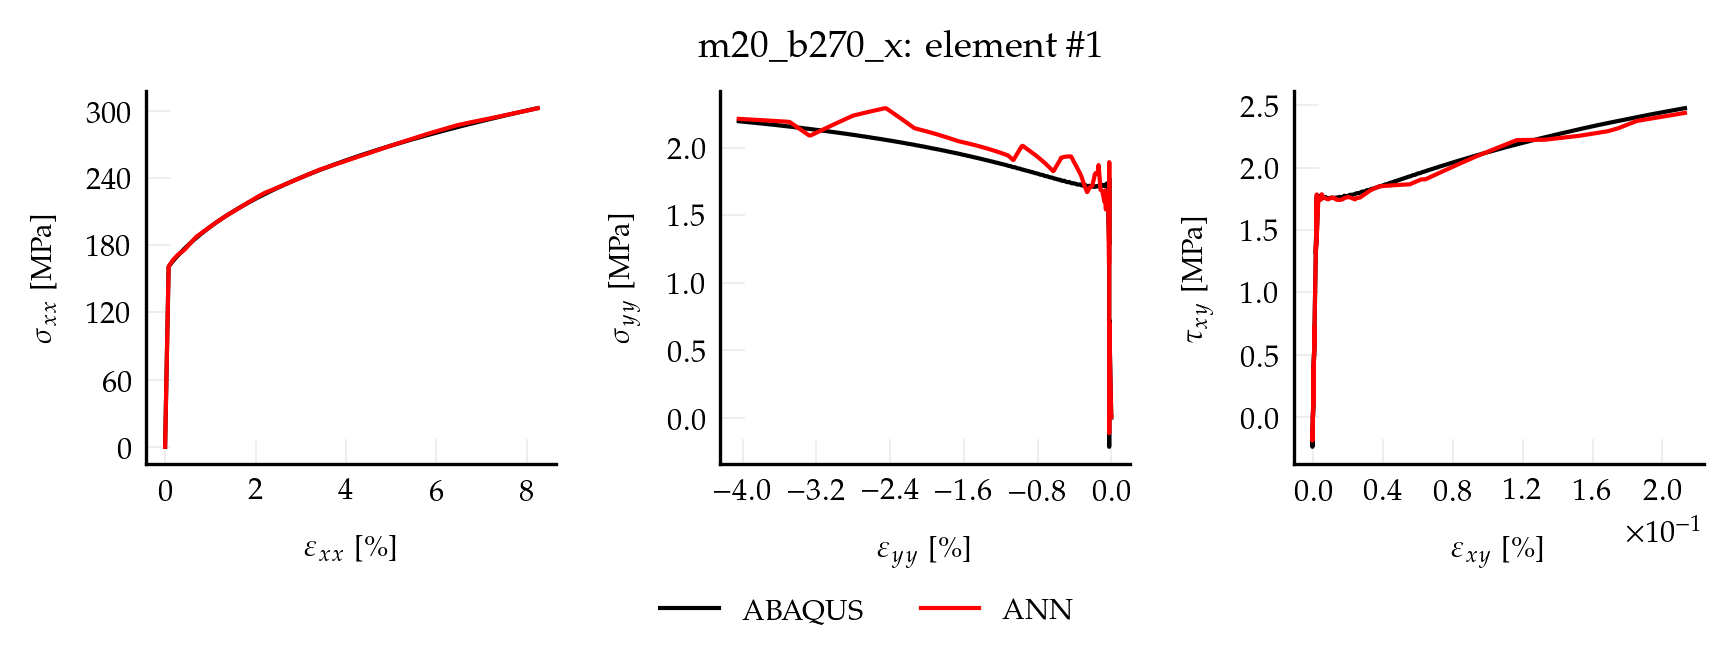 m20_b270_x: element #1
300
240
180
120
60
0
σxx [MPa]
0 2 4 6 8
εxx [%]
2.0
1.5
1.0
0.5
0.0
σyy [MPa]
−4.0 −3.2 −2.4 −1.6 −0.8 0.0
εyy [%]
2.5
2.0
1.5
1.0
0.5
0.0
τxy [MPa]
0.0 0.4 0.8 1.2 1.6 2.0
×10⁻¹
εxy [%]
ABAQUS ANN